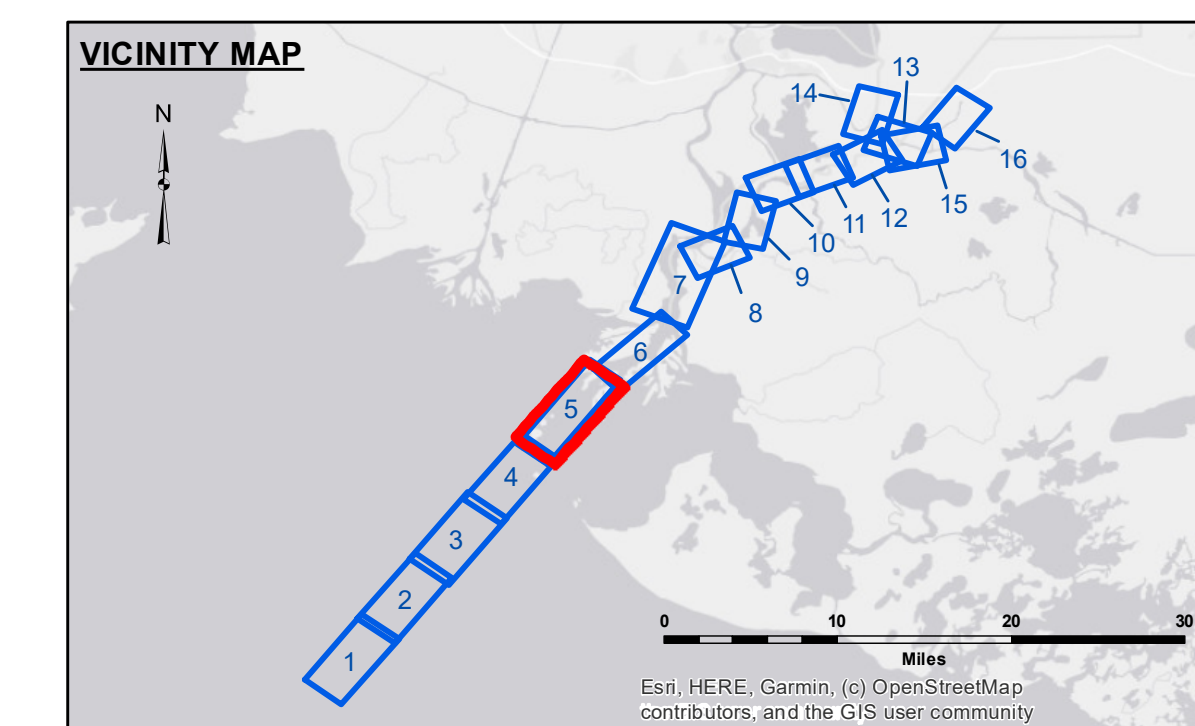 VICINITY MAP
N
13
14
16
15
12
11
10
9
8
7
6
5
4
3
2
1
0 10 20 30
Miles
Esri, HERE, Garmin, (c) OpenStreetMap
contributors, and the GIS user community